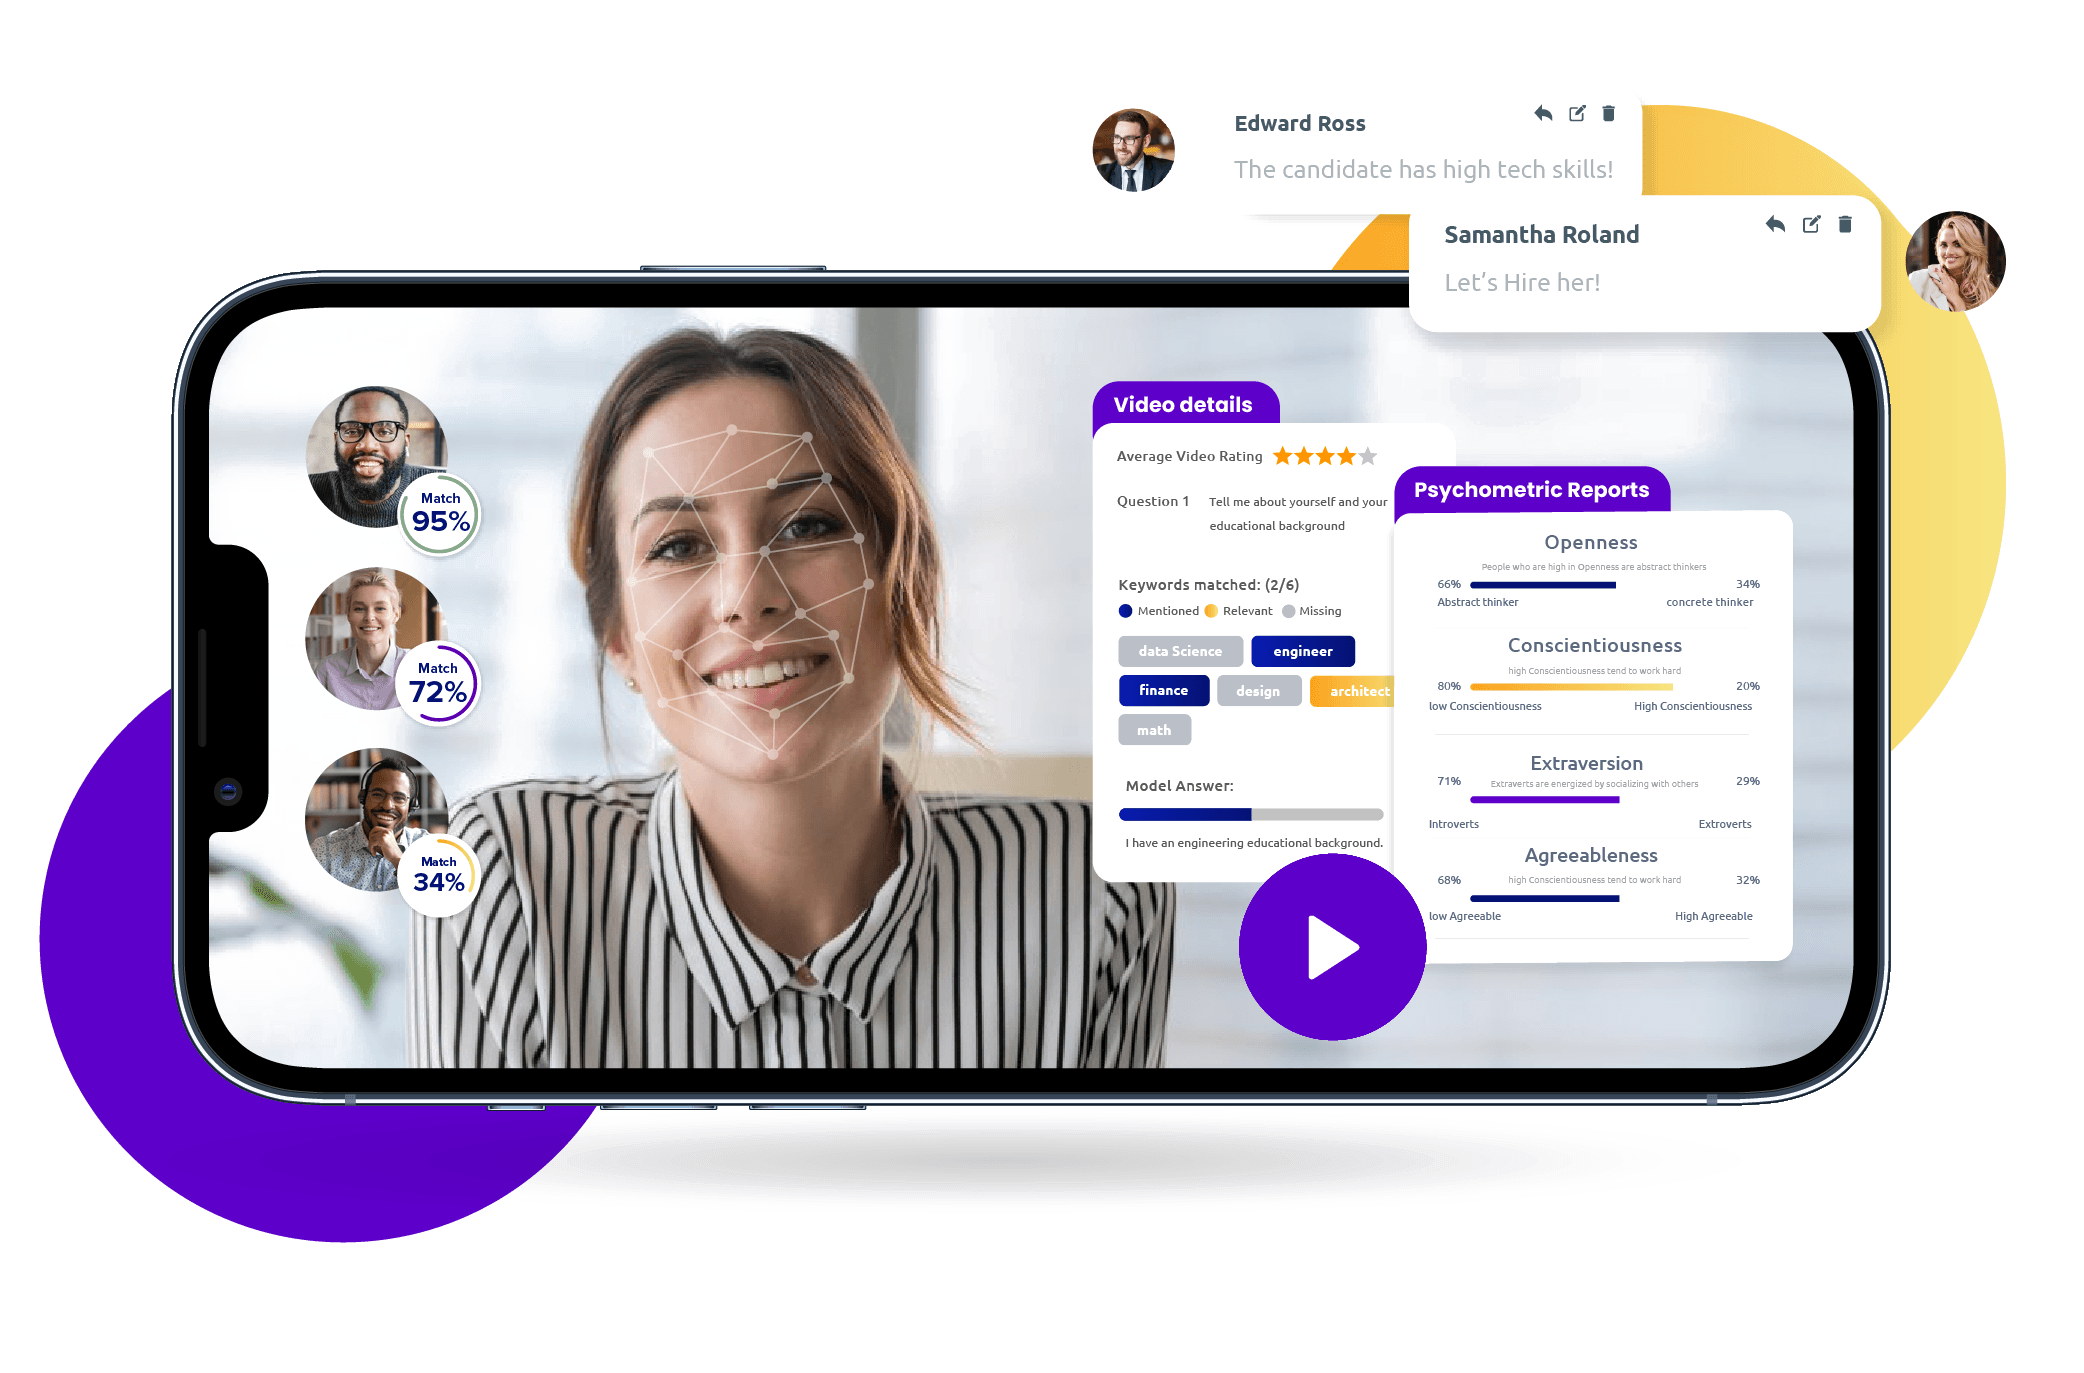 Edward Ross
The candidate has high tech skills!
Samantha Roland
Let's Hire her!
Match
95%
Match
72%
Match
34%
Video details
Average Video Rating
Question 1 Tell me about yourself and your
educational background
Keywords matched: (2/6)
Mentioned Relevant Missing
data Science engineer
finance design architect
math
Model Answer:
I have an engineering educational background.
Psychometric Reports
Openness
People who are high in Openness are abstract thinkers
66% 34%
Abstract thinker concrete thinker
Conscientiousness
high Conscientiousness tend to work hard
80% 20%
low Conscientiousness High Conscientiousness
Extraversion
71% Extraverts are energized by socializing with others 29%
Introverts Extroverts
Agreeableness
68% high Conscientiousness tend to work hard 32%
low Agreeable High Agreeable